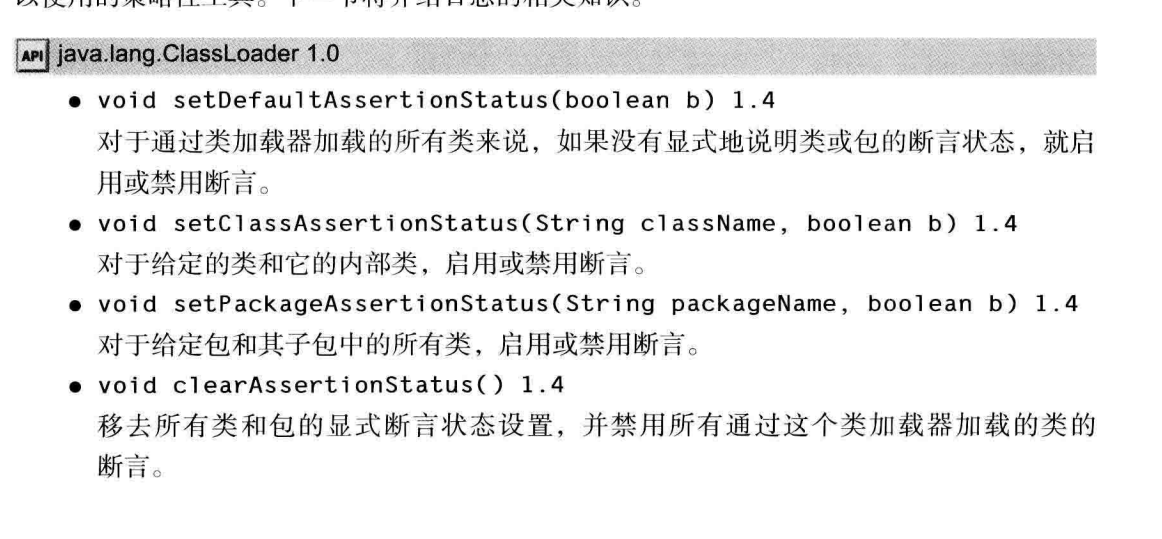 API java.lang.ClassLoader 1.0
● void setDefaultAssertionStatus(boolean b) 1.4
对于通过类加载器加载的所有类来说，如果没有显式地说明类或包的断言状态，就启
用或禁用断言。
● void setClassAssertionStatus(String className, boolean b) 1.4
对于给定的类和它的内部类，启用或禁用断言。
● void setPackageAssertionStatus(String packageName, boolean b) 1.4
对于给定包和其子包中的所有类，启用或禁用断言。
● void clearAssertionStatus() 1.4
移去所有类和包的显式断言状态设置，并禁用所有通过这个类加载器加载的类的
断言。